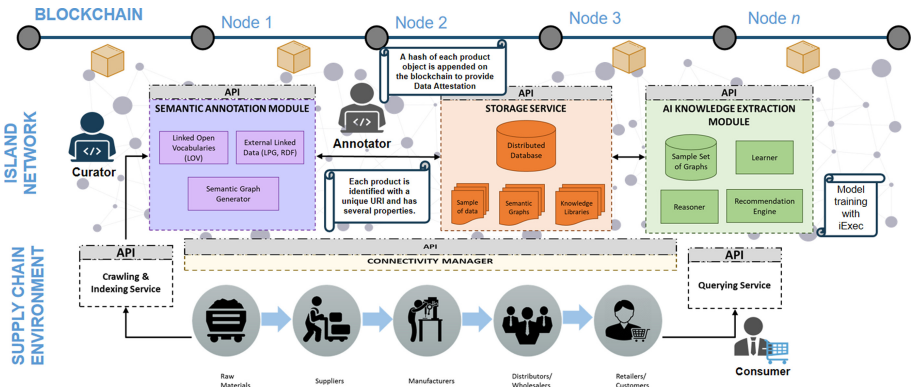 BLOCKCHAIN
Node 1
Node 2
Node 3
Node n
A hash of each product
object is appended on
the blockchain to provide
Data Attestation
ISLAND
NETWORK
Curator
API
SEMANTIC ANNOTATION MODULE
Linked Open
Vocabularies
(LOV)
External Linked
Data (LPG, RDF)
Semantic Graph
Generator
Annotator
Each product is
identified with a
unique URI and has
several properties.
API
STORAGE SERVICE
Distributed
Database
Sample
of data
Semantic
Graphs
Knowledge
Libraries
API
AI KNOWLEDGE EXTRACTION
MODULE
Sample Set
of Graphs
Learner
Reasoner
Recommendation
Engine
Model
training
with
iExec
SUPPLY CHAIN
ENVIRONMENT
API
Crawling &
Indexing Service
API
CONNECTIVITY MANAGER
API
Querying Service
Raw
Materials
Suppliers
Manufacturers
Distributors/
Wholesalers
Retailers/
Customers
Consumer